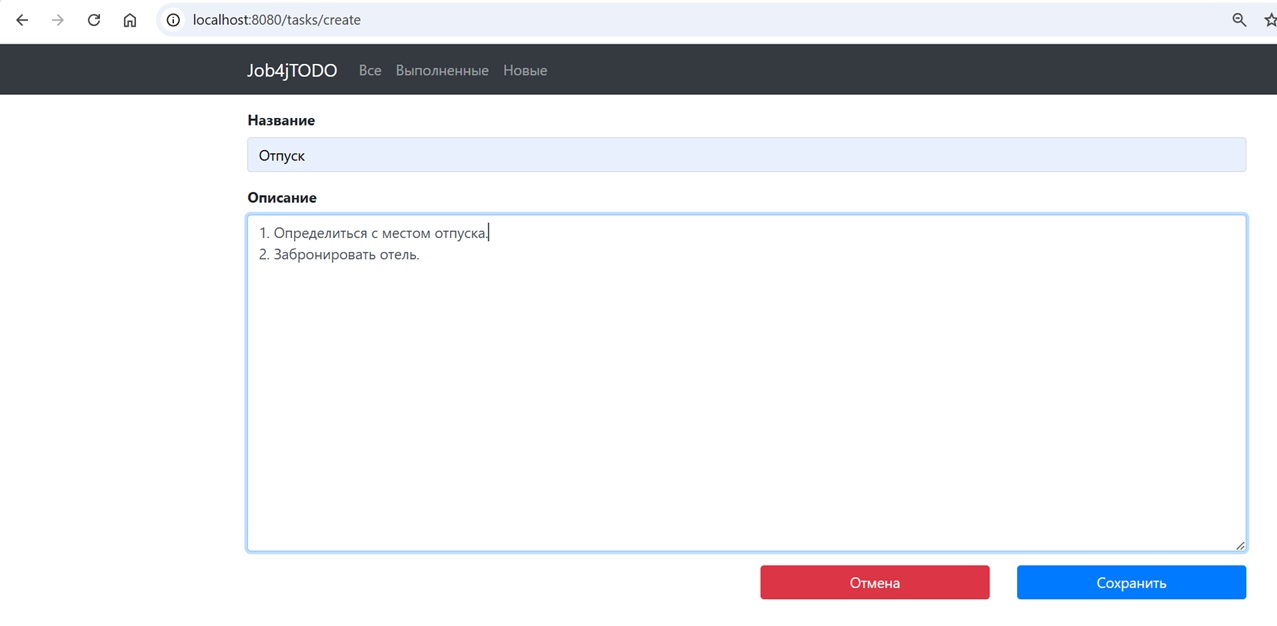 localhost:8080/tasks/create
Job4jTODO Все Выполненные Новые
Название
Отпуск
Описание
1. Определиться с местом отпуска.
2. Забронировать отель.
Отмена Сохранить